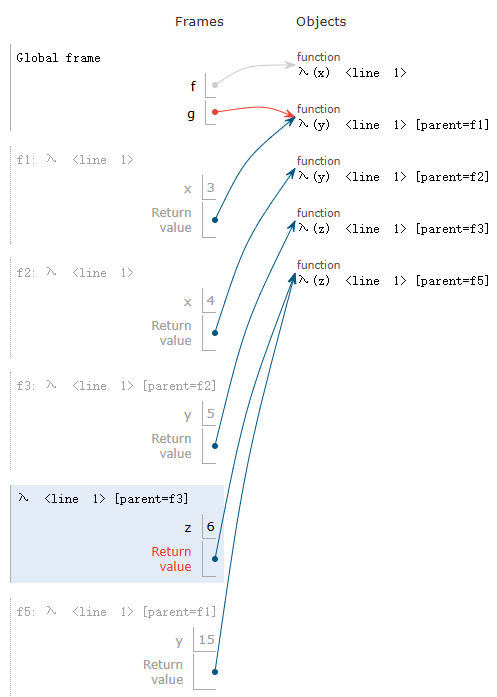 Frames Objects
Global frame
f
g
function
λ(x) <line 1>
function
λ(y) <line 1> [parent=f1]
function
λ(y) <line 1> [parent=f2]
function
λ(z) <line 1> [parent=f3]
function
λ(z) <line 1> [parent=f5]
f1: λ <line 1>
x 3
Return
value
f2: λ <line 1>
x 4
Return
value
f3: λ <line 1> [parent=f2]
y 5
Return
value
λ <line 1> [parent=f3]
z 6
Return
value
f5: λ <line 1> [parent=f1]
y 15
Return
value